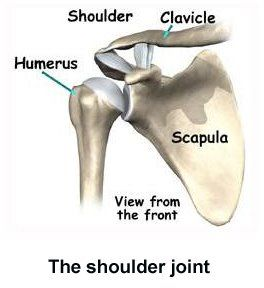 Shoulder
Clavicle
Humerus
Scapula
View from
the front
The shoulder joint